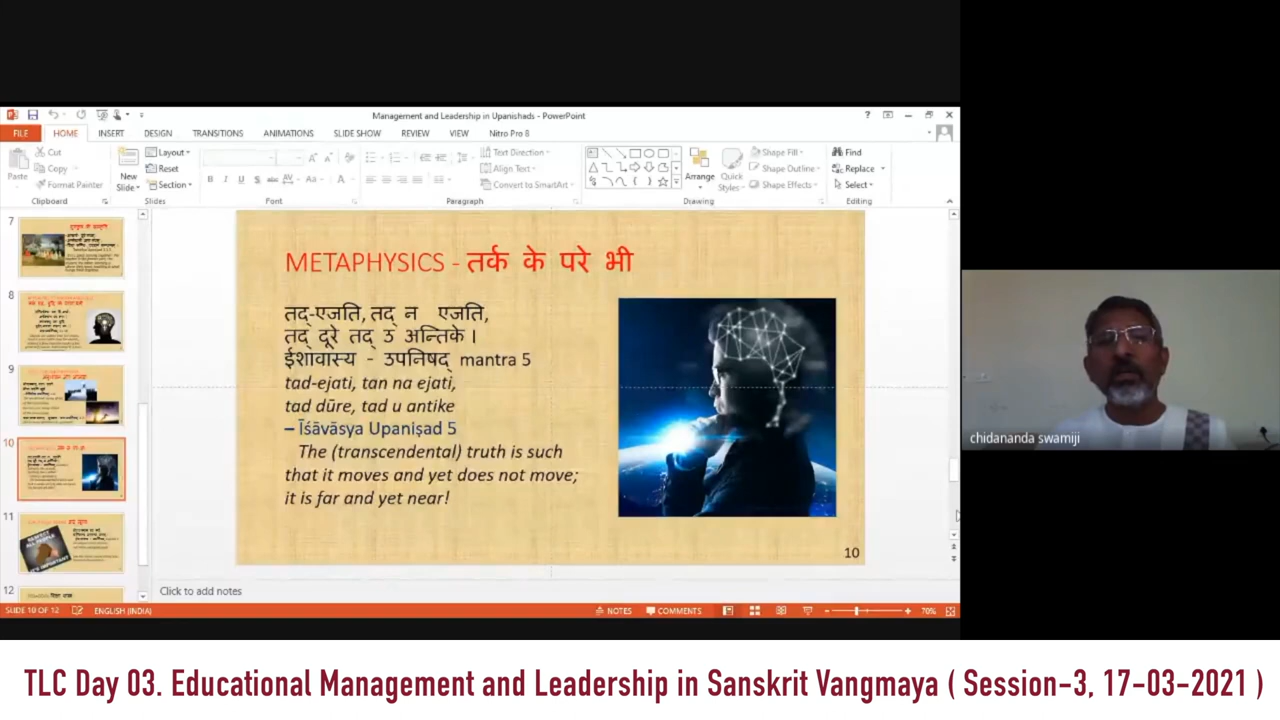 Management and Leadership in Upanishads - PowerPoint
FILE HOME INSERT DESIGN TRANSITIONS ANIMATIONS SLIDE SHOW REVIEW VIEW Nitro Pro 8
Cut
Copy
Format Painter
Paste
Clipboard
New Slide
Layout
Reset
Section
Slides
Font
Text Direction
Align Text
Convert to SmartArt
Paragraph
Arrange
Quick Styles
Shape Fill
Shape Outline
Shape Effects
Drawing
Find
Replace
Select
Editing
7
8
9
10
11
12
METAPHYSICS - तर्क के परे भी
तद्-एजति, तद् न एजति,
तद् दूरे तद् उ अन्तिके ।
ईशावास्य - उपनिषद् mantra 5
tad-ejati, tan na ejati,
tad dūre, tad u antike
– Īśāvāsya Upaniṣad 5
The (transcendental) truth is such
that it moves and yet does not move;
it is far and yet near!
10
chidananda swamiji
Click to add notes
SLIDE 10 OF 12 ENGLISH (INDIA) NOTES COMMENTS 70%
TLC Day 03. Educational Management and Leadership in Sanskrit Vangmaya ( Session-3, 17-03-2021 )